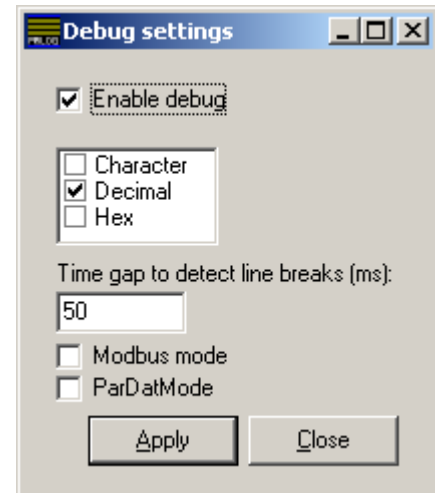 Debug settings
Enable debug
Character
Decimal
Hex
Time gap to detect line breaks (ms):
50
Modbus mode
ParDatMode
Apply Close